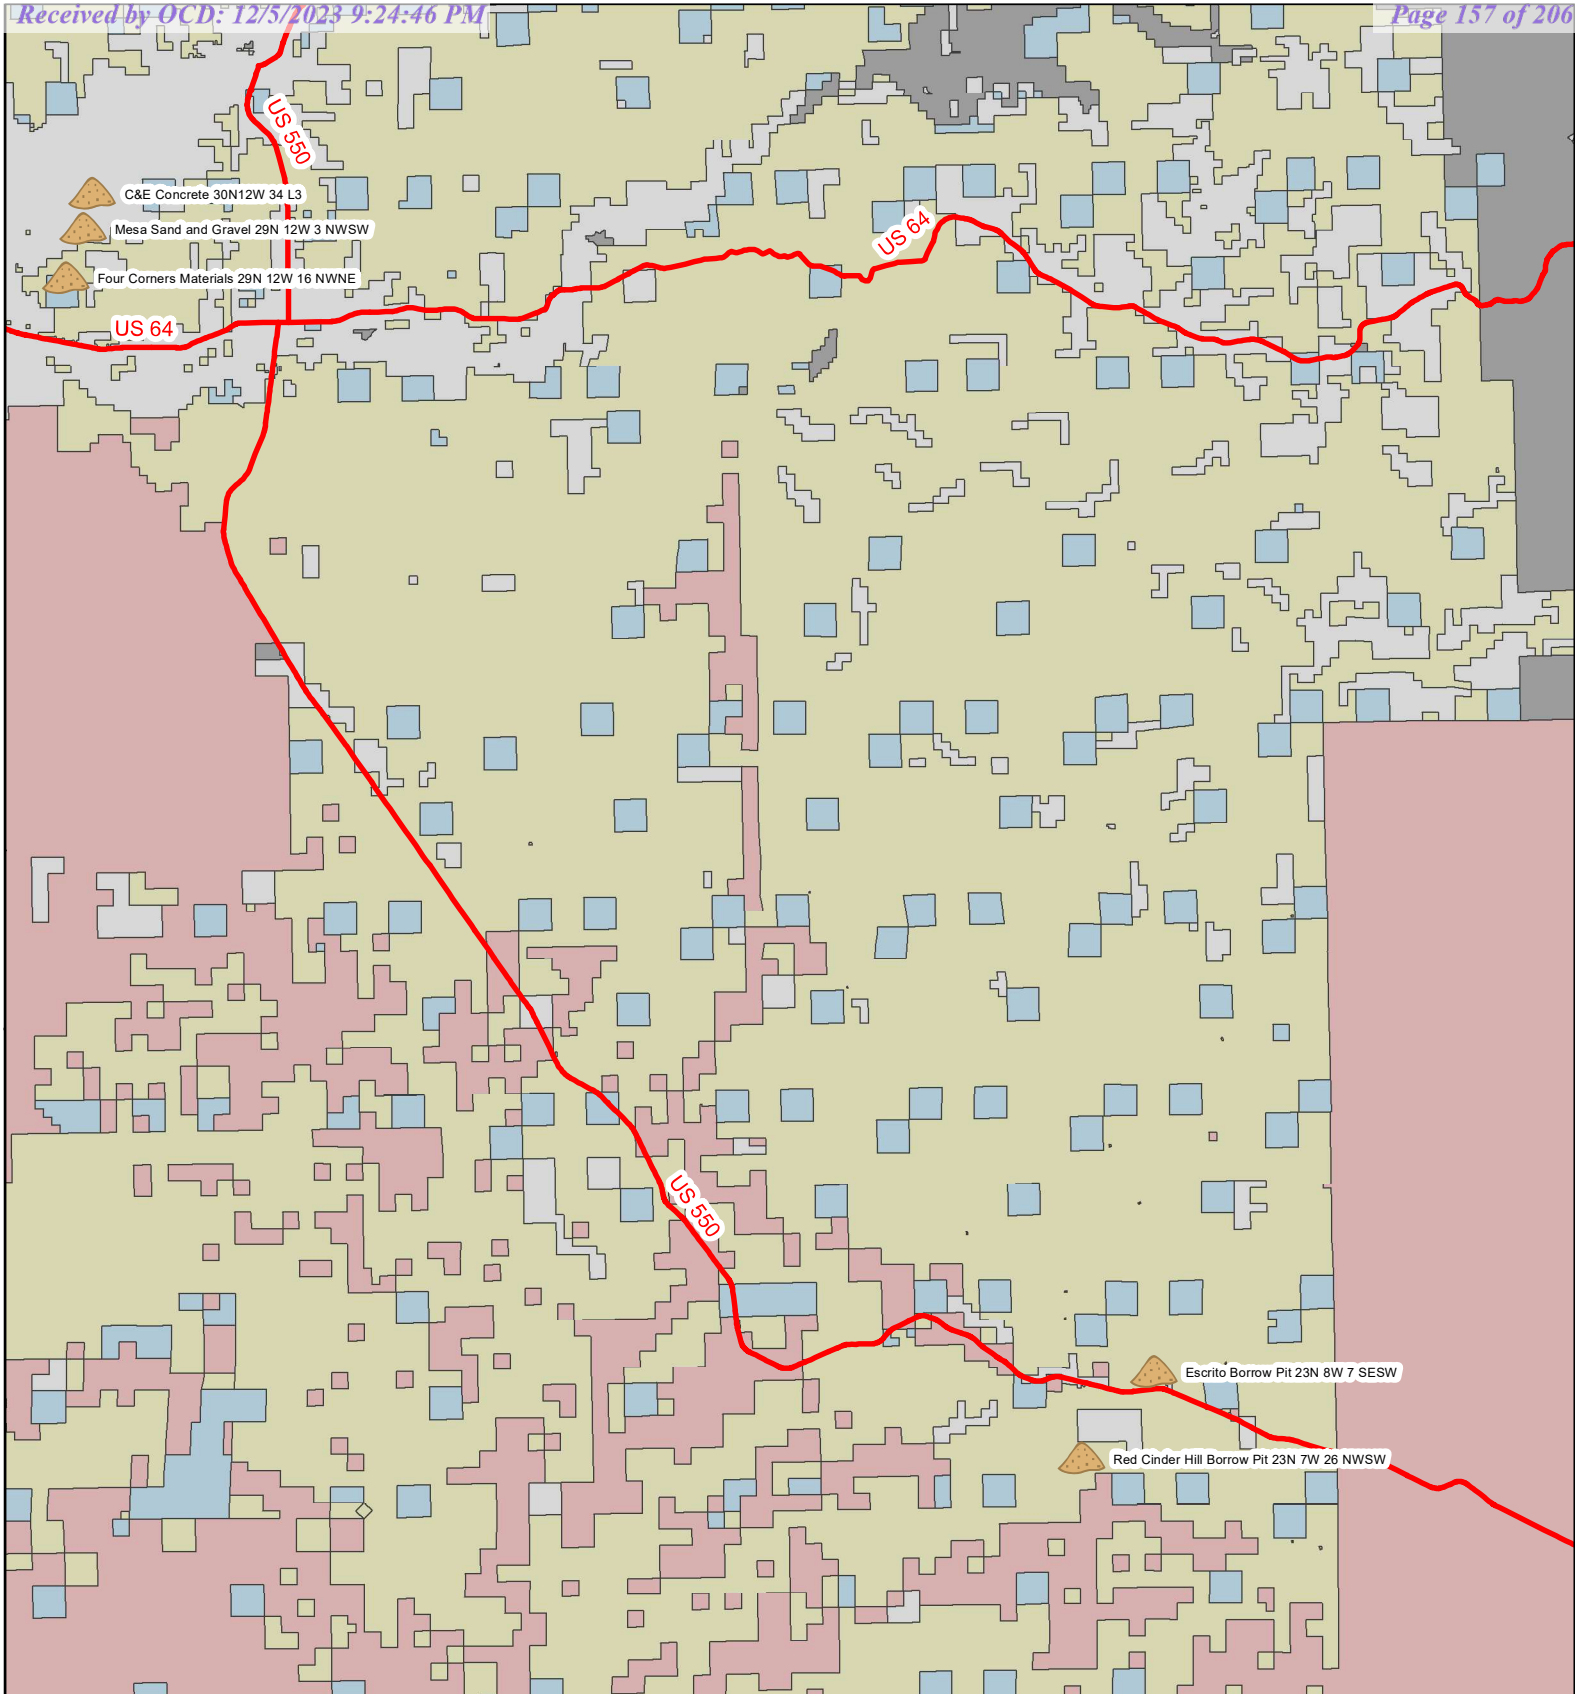 Received by OCD: 12/5/2023 9:24:46 PM
Page 157 of 206
US 550
C&E Concrete 30N12W 34 L3
Mesa Sand and Gravel 29N 12W 3 NWSW
US 64
Four Corners Materials 29N 12W 16 NWNE
US 64
US 550
Escrito Borrow Pit 23N 8W 7 SESW
Red Cinder Hill Borrow Pit 23N 7W 26 NWSW